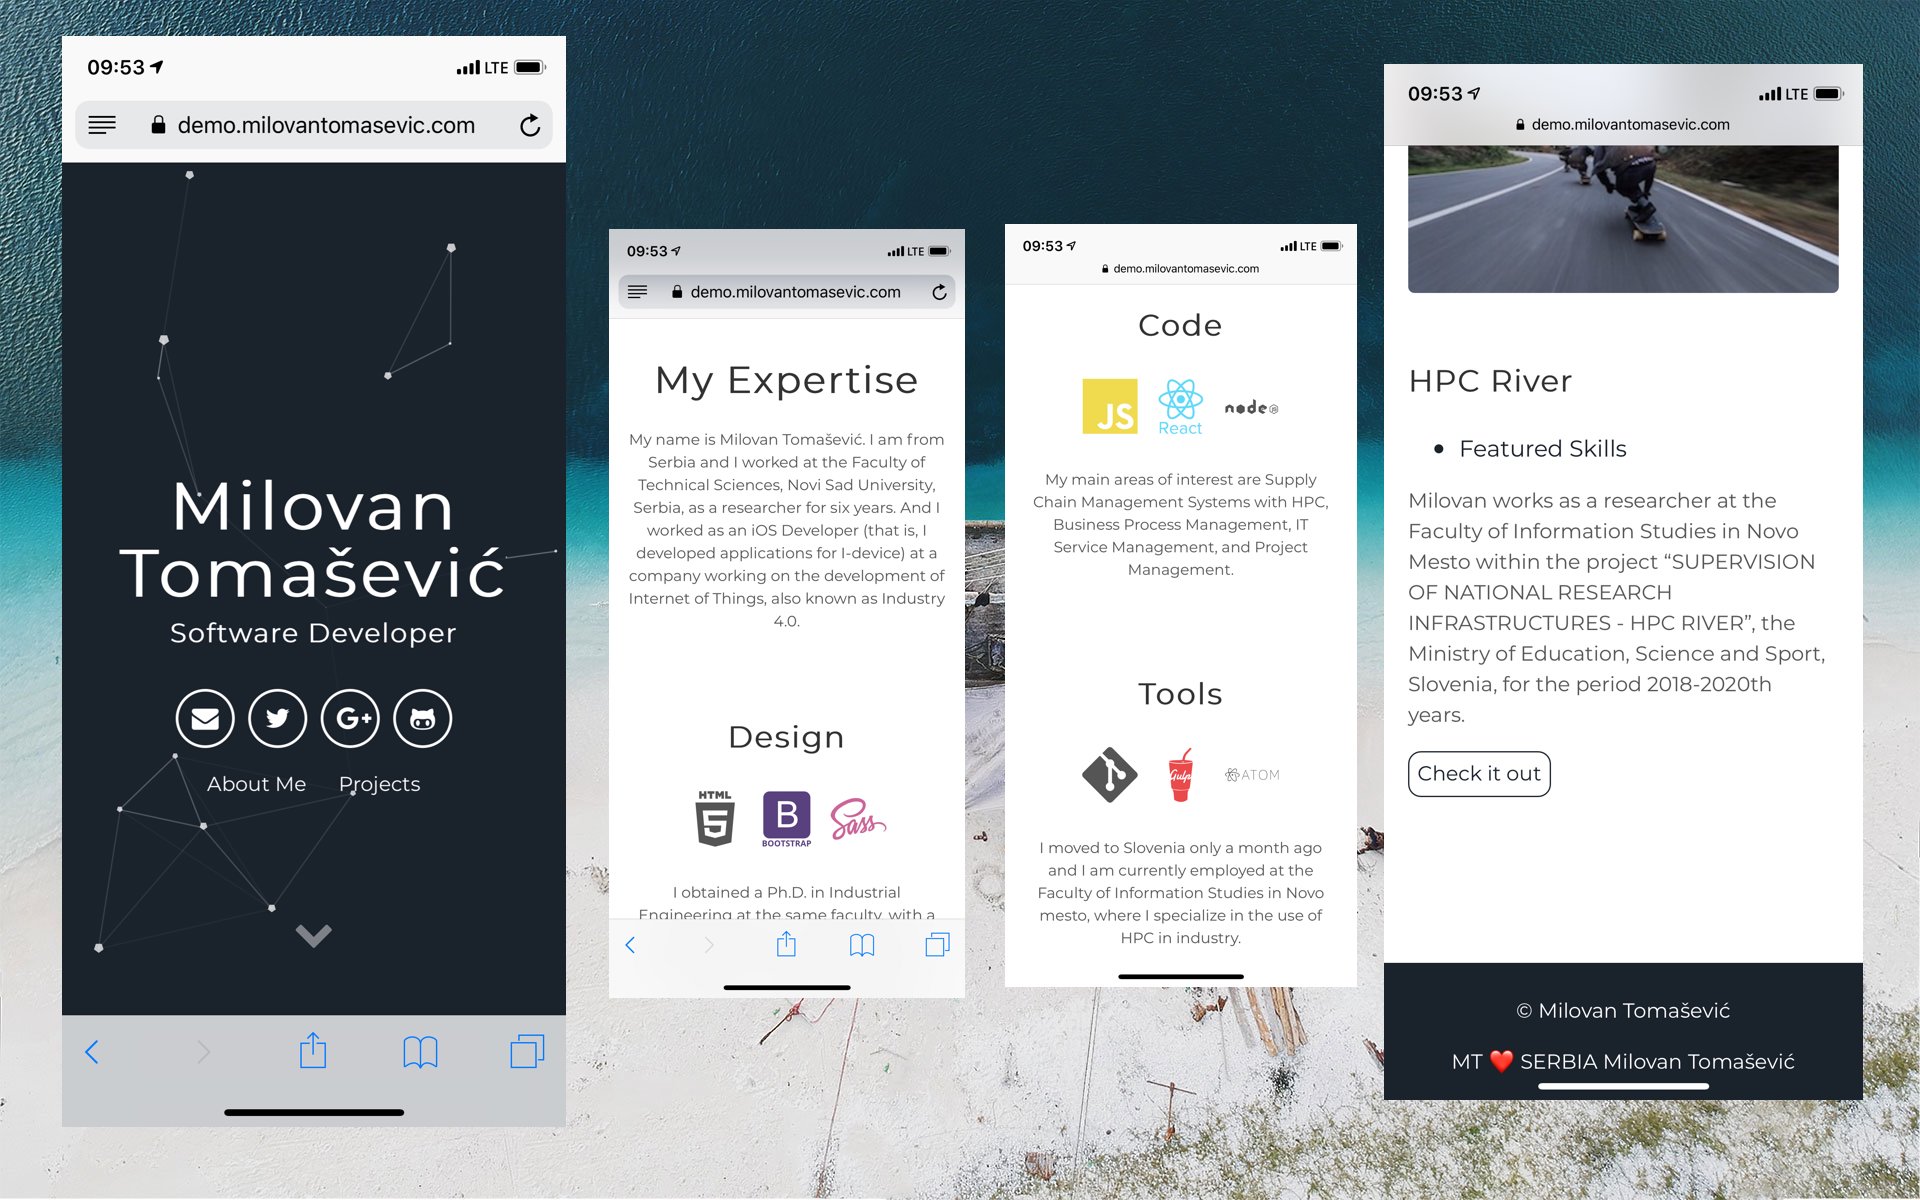 09:53
LTE
demo.milovantomasevic.com
Milovan
Tomašević
Software Developer
G+
About Me Projects
09:53
LTE
demo.milovantomasevic.com
My Expertise
My name is Milovan Tomašević. I am from
Serbia and I worked at the Faculty of
Technical Sciences, Novi Sad University,
Serbia, as a researcher for six years. And I
worked as an iOS Developer (that is, I
developed applications for I-device) at a
company working on the development of
Internet of Things, also known as Industry
4.0.
Design
HTML
5
B
BOOTSTRAP
Sass
I obtained a Ph.D. in Industrial
Engineering at the same faculty, with a
09:53
LTE
demo.milovantomasevic.com
Code
JS
React
node
JS
My main areas of interest are Supply
Chain Management Systems with HPC,
Business Process Management, IT
Service Management, and Project
Management.
Tools
Gulp
ATOM
I moved to Slovenia only a month ago
and I am currently employed at the
Faculty of Information Studies in Novo
mesto, where I specialize in the use of
HPC in industry.
09:53
LTE
demo.milovantomasevic.com
HPC River
• Featured Skills
Milovan works as a researcher at the
Faculty of Information Studies in Novo
Mesto within the project “SUPERVISION
OF NATIONAL RESEARCH
INFRASTRUCTURES - HPC RIVER”, the
Ministry of Education, Science and Sport,
Slovenia, for the period 2018-2020th
years.
Check it out
© Milovan Tomašević
MT ❤️ SERBIA Milovan Tomašević